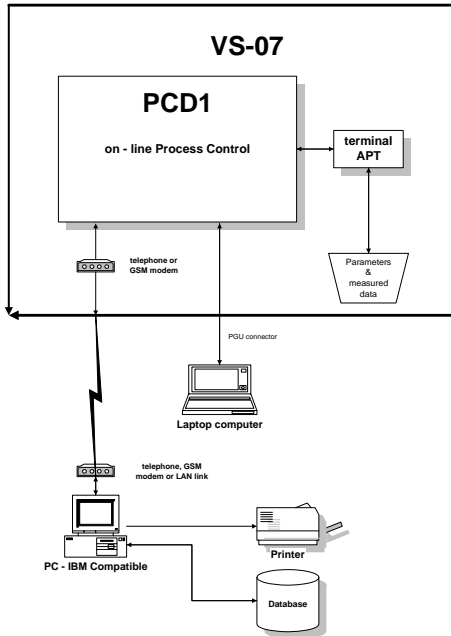 VS-07
PCD1
on - line Process Control
terminal
APT
telephone or
GSM modem
Parameters
&
measured
data
PGU connector
Laptop computer
telephone, GSM
modem or LAN link
PC - IBM Compatible
Printer
Database